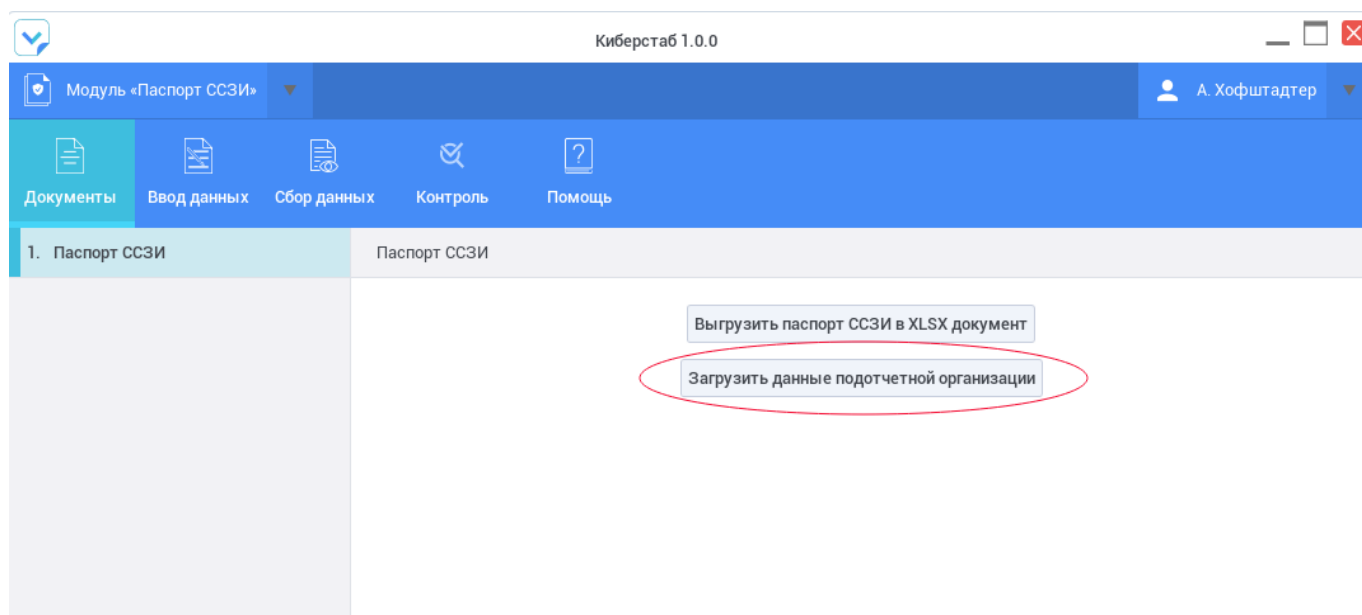 Киберстаб 1.0.0
Модуль «Паспорт ССЗИ»
А. Хофштадтер
Документы
Ввод данных
Сбор данных
Контроль
Помощь
1. Паспорт ССЗИ
Паспорт ССЗИ
Выгрузить паспорт ССЗИ в XLSX документ
Загрузить данные подотчетной организации